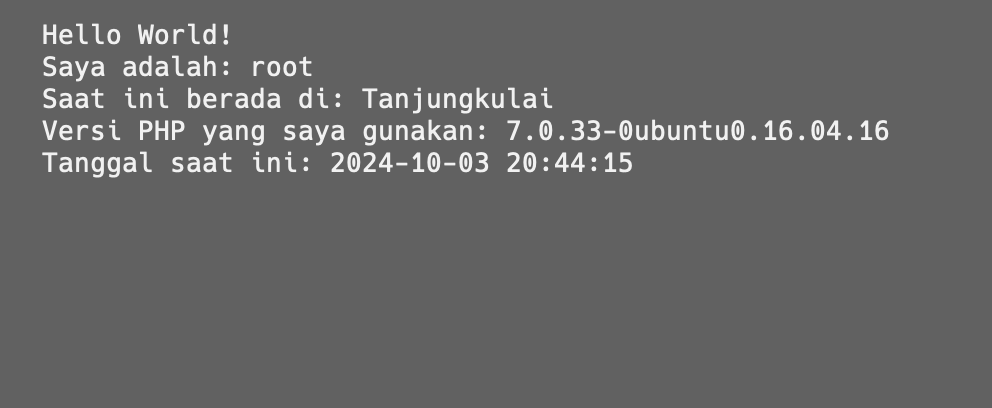 Hello World!
Saya adalah: root
Saat ini berada di: Tanjungkulai
Versi PHP yang saya gunakan: 7.0.33-0ubuntu0.16.04.16
Tanggal saat ini: 2024-10-03 20:44:15